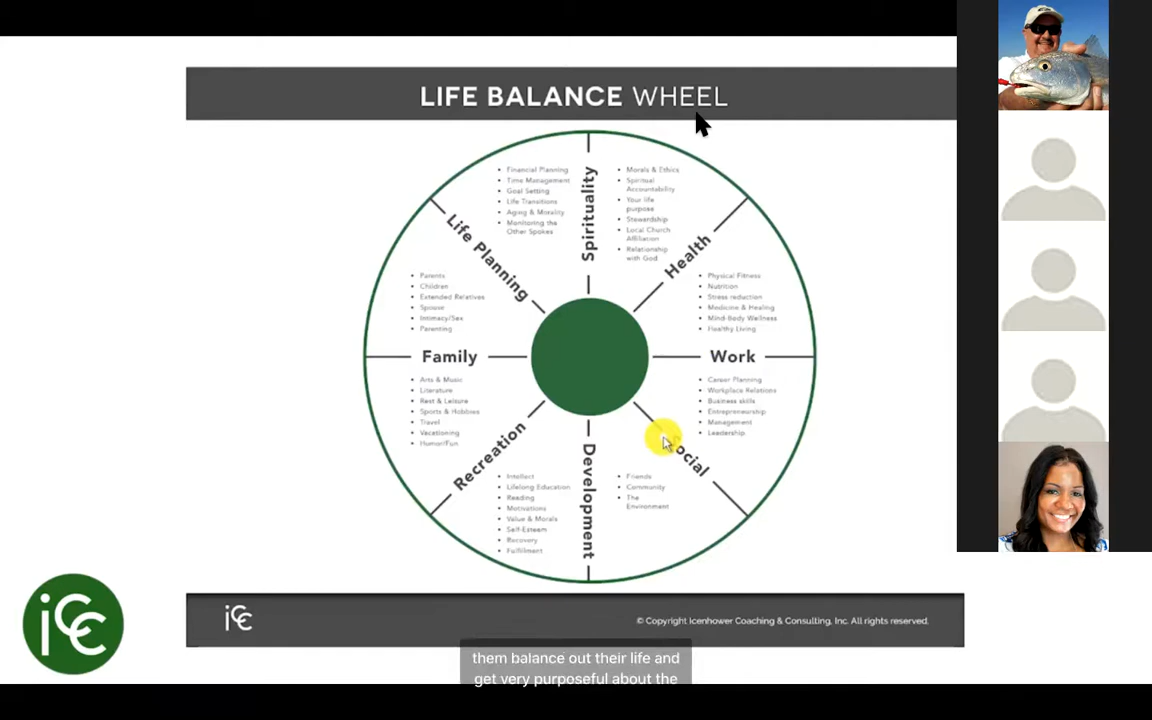 LIFE BALANCE WHEEL
Spirituality
Morals & Ethics
Spiritual
Accountability
Your life
purpose
Stewardship
Local Church
Affiliation
Relationship
with God
Health
Physical Fitness
Nutrition
Stress reduction
Medicine & Healing
Mind-Body Wellness
Healthy Living
Work
Career Planning
Workplace Relations
Business skills
Entrepreneurship
Management
Leadership
ocial
Friends
Community
The
Environment
Development
Intellect
Lifelong Education
Reading
Motivations
Value & Morals
Self-Esteem
Recovery
Fulfillment
Recreation
Arts & Music
Literature
Rest & Leisure
Sports & Hobbies
Travel
Vacationing
Humor/Fun
Family
Parents
Children
Extended Relatives
Spouse
Intimacy/Sex
Parenting
Life Planning
Financial Planning
Time Management
Goal Setting
Life Transitions
Aging & Morality
Monitoring the
Other Spokes
iCC
iCC
© Copyright Icenhower Coaching & Consulting, Inc. All rights reserved.
them balance out their life and
get very purposeful about the